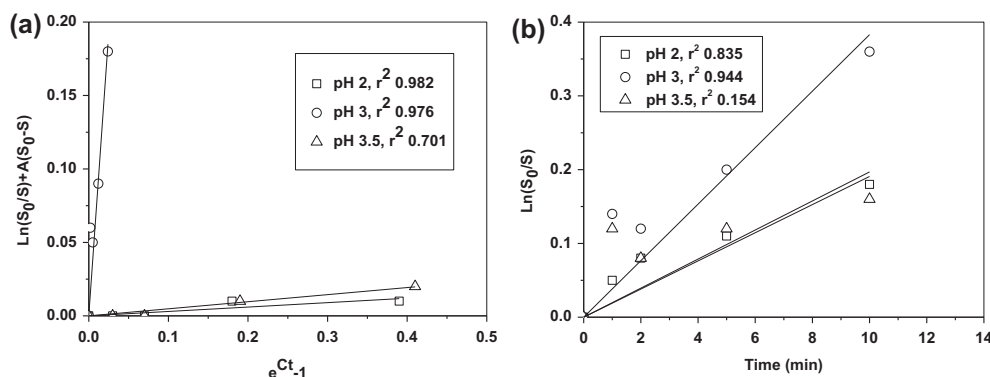 (a)
0.20
0.15
0.10
0.05
0.00
Ln(S0/S)+A(S0-S)
pH 2, r2 0.982
pH 3, r2 0.976
pH 3.5, r2 0.701
0.0 0.1 0.2 0.3 0.4 0.5
eCt-1
(b)
0.4
0.3
0.2
0.1
0.0
Ln(S0/S)
pH 2, r2 0.835
pH 3, r2 0.944
pH 3.5, r2 0.154
0 2 4 6 8 10 12 14
Time (min)